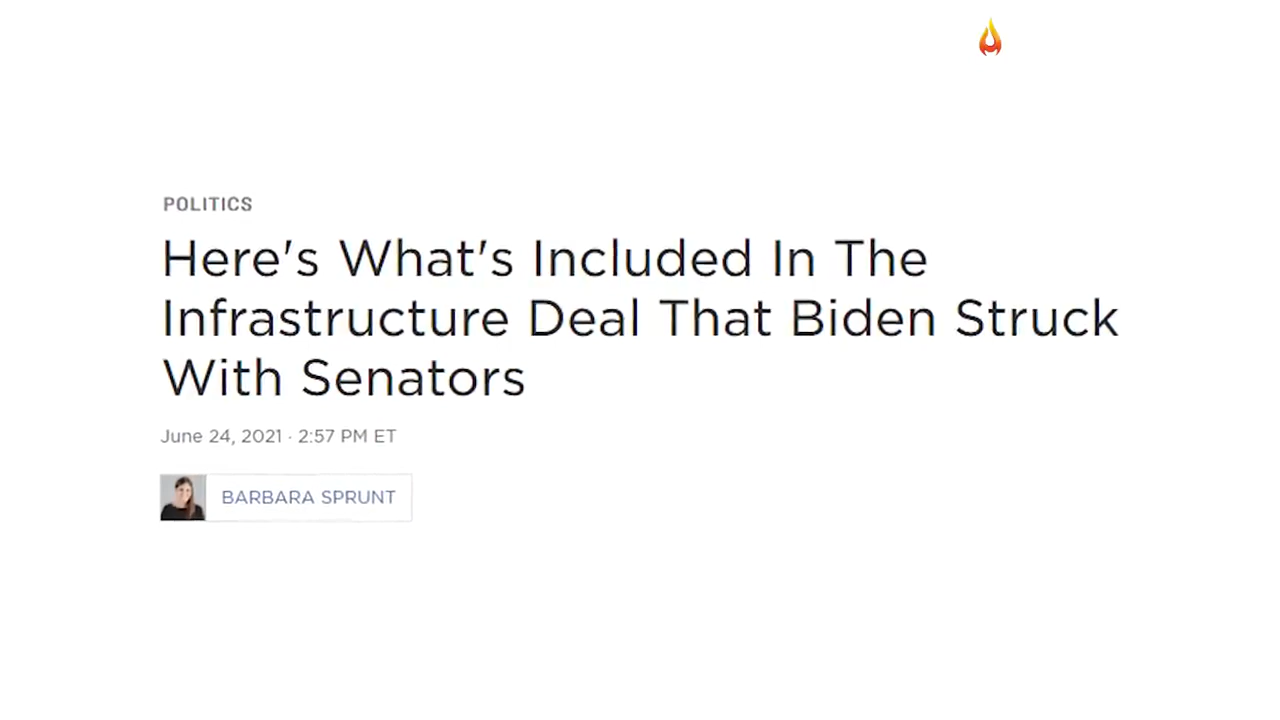 POLITICS
Here's What's Included In The
Infrastructure Deal That Biden Struck
With Senators
June 24, 2021 · 2:57 PM ET
BARBARA SPRUNT